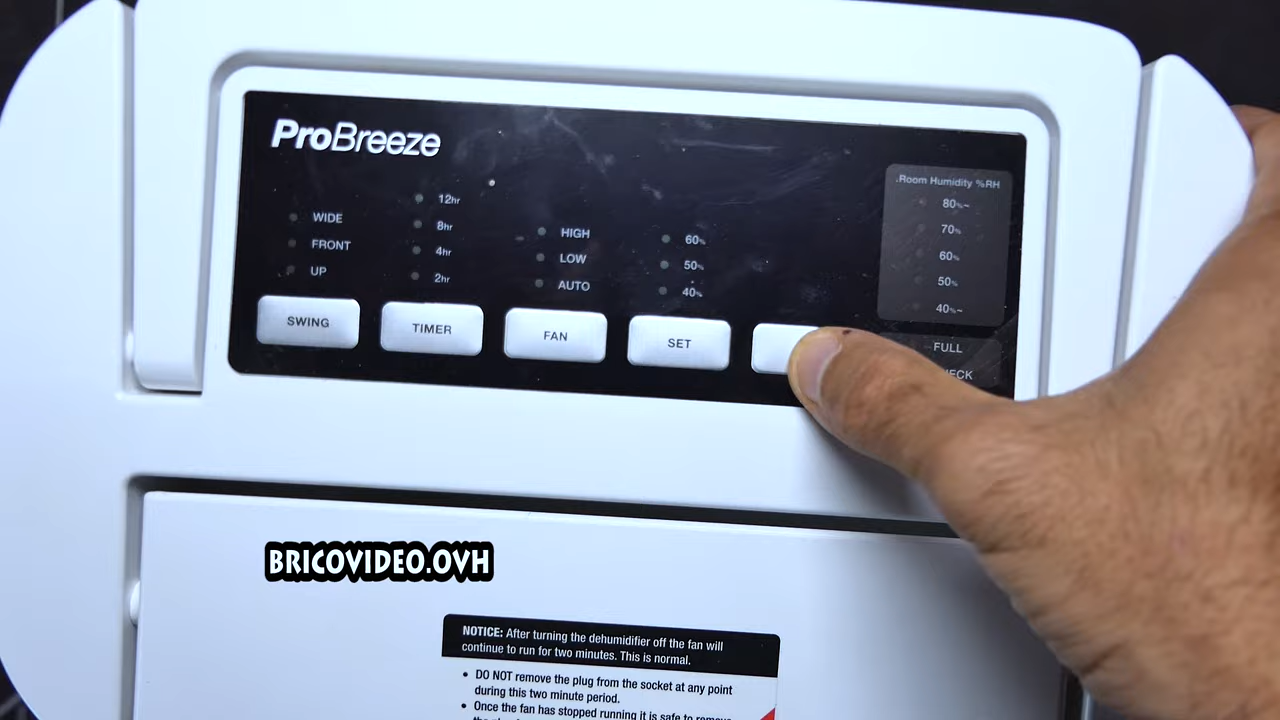 ProBreeze
WIDE
FRONT
UP
SWING
12hr
8hr
4hr
2hr
TIMER
HIGH
LOW
AUTO
FAN
60%
50%
40%
SET
Room Humidity %RH
80%~
70%
60%
50%
40%~
FULL
BRICOVIDEO.OVH
NOTICE: After turning the dehumidifier off the fan will
continue to run for two minutes. This is normal.
• DO NOT remove the plug from the socket at any point
during this two minute period.
• Once the fan has stopped running it is safe to